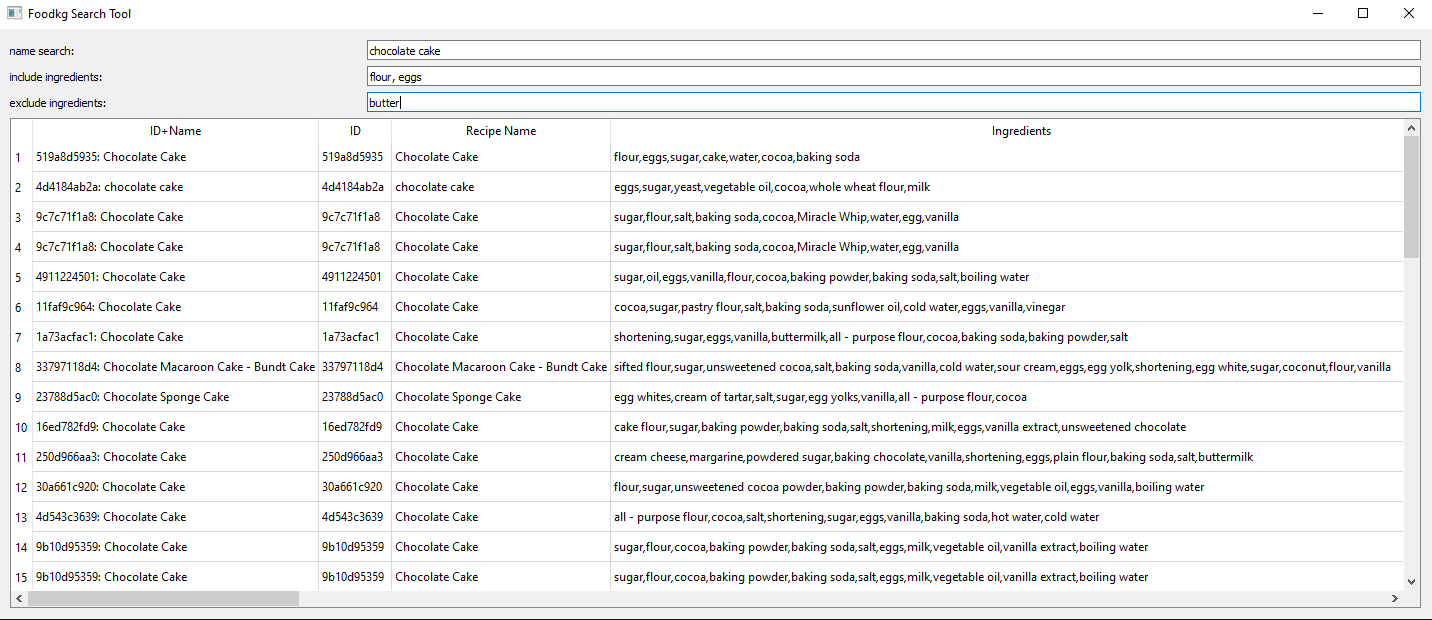 Foodkg Search Tool
name search: chocolate cake
include ingredients: flour, eggs
exclude ingredients: butter
ID+Name ID Recipe Name Ingredients
1 519a8d5935: Chocolate Cake 519a8d5935 Chocolate Cake flour,eggs,sugar,cake,water,cocoa,baking soda
2 4d4184ab2a: chocolate cake 4d4184ab2a chocolate cake eggs,sugar,yeast,vegetable oil,cocoa,whole wheat flour,milk
3 9c7c71f1a8: Chocolate Cake 9c7c71f1a8 Chocolate Cake sugar,flour,salt,baking soda,cocoa,Miracle Whip,water,egg,vanilla
4 9c7c71f1a8: Chocolate Cake 9c7c71f1a8 Chocolate Cake sugar,flour,salt,baking soda,cocoa,Miracle Whip,water,egg,vanilla
5 4911224501: Chocolate Cake 4911224501 Chocolate Cake sugar,oil,eggs,vanilla,flour,cocoa,baking powder,baking soda,salt,boiling water
6 11faf9c964: Chocolate Cake 11faf9c964 Chocolate Cake cocoa,sugar,pastry flour,salt,baking soda,sunflower oil,cold water,eggs,vanilla,vinegar
7 1a73acfac1: Chocolate Cake 1a73acfac1 Chocolate Cake shortening,sugar,eggs,vanilla,buttermilk,all - purpose flour,cocoa,baking soda,baking powder,salt
8 33797118d4: Chocolate Macaroon Cake - Bundt Cake 33797118d4 Chocolate Macaroon Cake - Bundt Cake sifted flour,sugar,unsweetened cocoa,salt,baking soda,vanilla,cold water,sour cream,eggs,egg yolk,shortening,egg white,sugar,coconut,flour,vanilla
9 23788d5ac0: Chocolate Sponge Cake 23788d5ac0 Chocolate Sponge Cake egg whites,cream of tartar,salt,sugar,egg yolks,vanilla,all - purpose flour,cocoa
10 16ed782fd9: Chocolate Cake 16ed782fd9 Chocolate Cake cake flour,sugar,baking powder,baking soda,salt,shortening,milk,eggs,vanilla extract,unsweetened chocolate
11 250d966aa3: Chocolate Cake 250d966aa3 Chocolate Cake cream cheese,margarine,powdered sugar,baking chocolate,vanilla,shortening,eggs,plain flour,baking soda,salt,buttermilk
12 30a661c920: Chocolate Cake 30a661c920 Chocolate Cake flour,sugar,unsweetened cocoa powder,baking powder,baking soda,milk,vegetable oil,eggs,vanilla,boiling water
13 4d543c3639: Chocolate Cake 4d543c3639 Chocolate Cake all - purpose flour,cocoa,salt,shortening,sugar,eggs,vanilla,baking soda,hot water,cold water
14 9b10d95359: Chocolate Cake 9b10d95359 Chocolate Cake sugar,flour,cocoa,baking powder,baking soda,salt,eggs,milk,vegetable oil,vanilla extract,boiling water
15 9b10d95359: Chocolate Cake 9b10d95359 Chocolate Cake sugar,flour,cocoa,baking powder,baking soda,salt,eggs,milk,vegetable oil,vanilla extract,boiling water